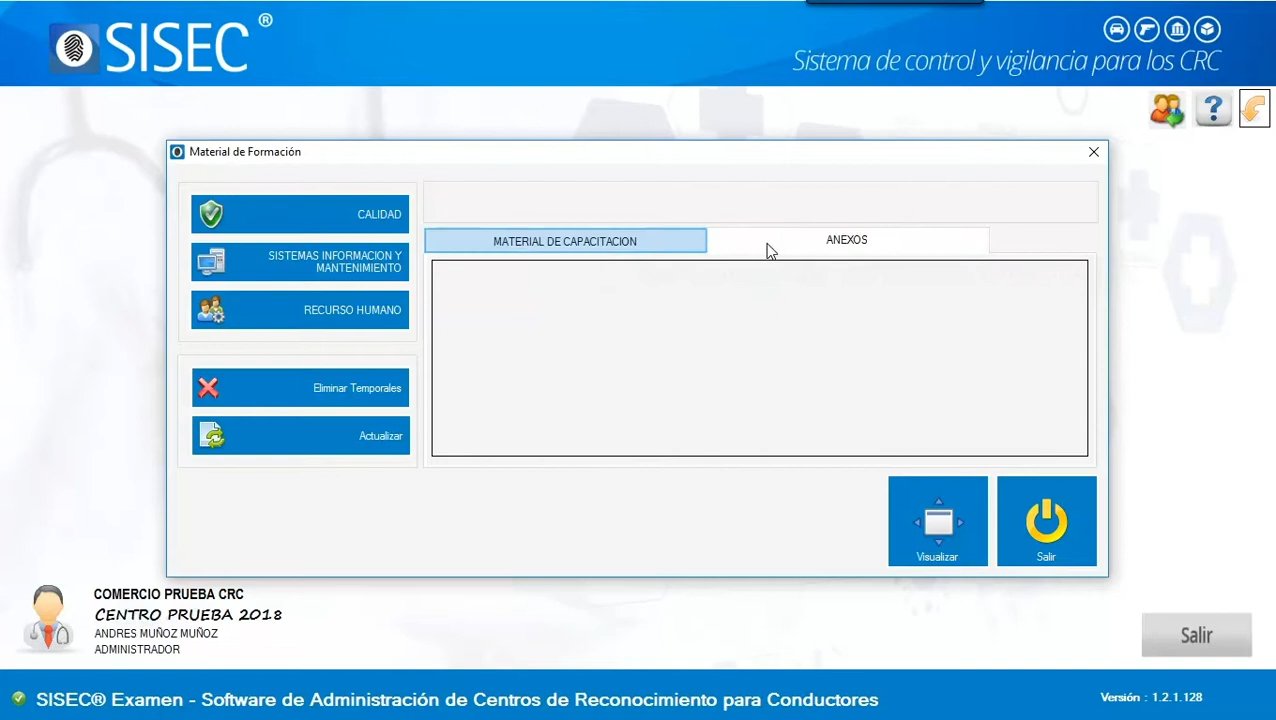 SISEC®
Sistema de control y vigilancia para los CRC
?
Material de Formación
CALIDAD
SISTEMAS INFORMACION Y
MANTENIMIENTO
RECURSO HUMANO
Eliminar Temporales
Actualizar
MATERIAL DE CAPACITACION
ANEXOS
Visualizar
Salir
COMERCIO PRUEBA CRC
CENTRO PRUEBA 2018
ANDRES MUÑOZ MUÑOZ
ADMINISTRADOR
Salir
SISEC® Examen - Software de Administración de Centros de Reconocimiento para Conductores
Versión : 1.2.1.128